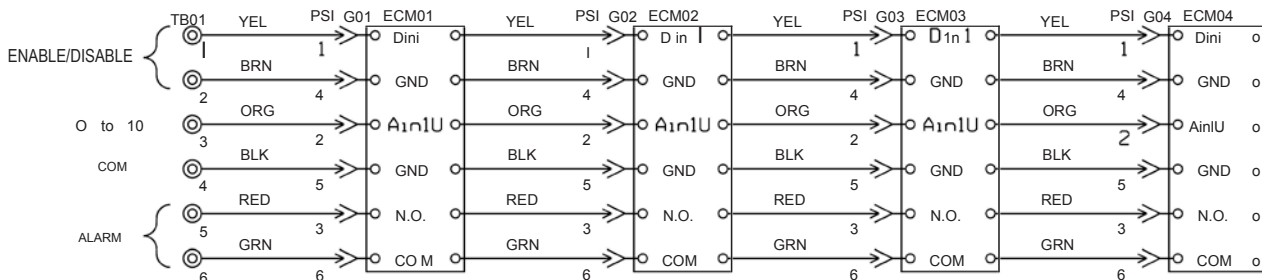 TB01 YEL PSI G01 ECM01 YEL PSI G02 ECM02 YEL PSI G03 ECM03 YEL PSI G04 ECM04
ENABLE/DISABLE 1 1 Dini I D in 1 1 D1n 1 1 Dini
BRN GND BRN GND BRN GND BRN GND
2 4 4 4 4
O to 10 ORG A1n1U ORG A1n1U ORG A1n1U ORG AinlU
3 2 2 2 2
COM BLK GND BLK GND BLK GND BLK GND
4 5 5 5 5
RED N.O. RED N.O. RED N.O. RED N.O.
ALARM 5 3 3 3 3
GRN COM GRN COM GRN COM GRN COM
6 6 6 6 6